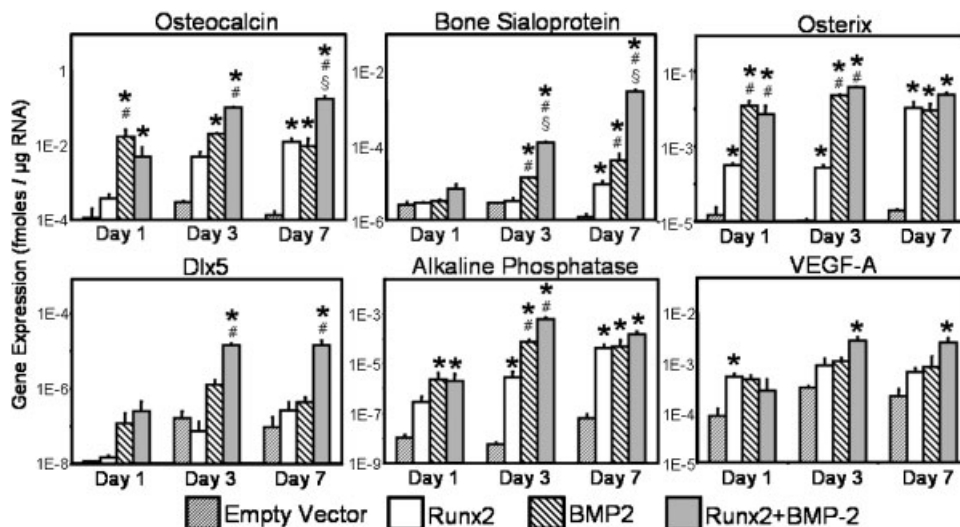 Osteocalcin Bone Sialoprotein Osterix
Gene Expression (fmoles / µg RNA)
1
1E-2
1E-4
* # * * * # * * * # §
Day 1 Day 3 Day 7
1E-2
1E-4
1E-6
* # * # § * * # * # §
Day 1 Day 3 Day 7
1E-1
1E-3
1E-5
* * # * # * * # * # * * *
Day 1 Day 3 Day 7
Dlx5 Alkaline Phosphatase VEGF-A
1E-4
1E-6
1E-8
* # * #
Day 1 Day 3 Day 7
1E-3
1E-5
1E-7
1E-9
* * * * # * # * * *
Day 1 Day 3 Day 7
1E-2
1E-3
1E-4
1E-5
* * *
Day 1 Day 3 Day 7
Empty Vector Runx2 BMP2 Runx2+BMP-2